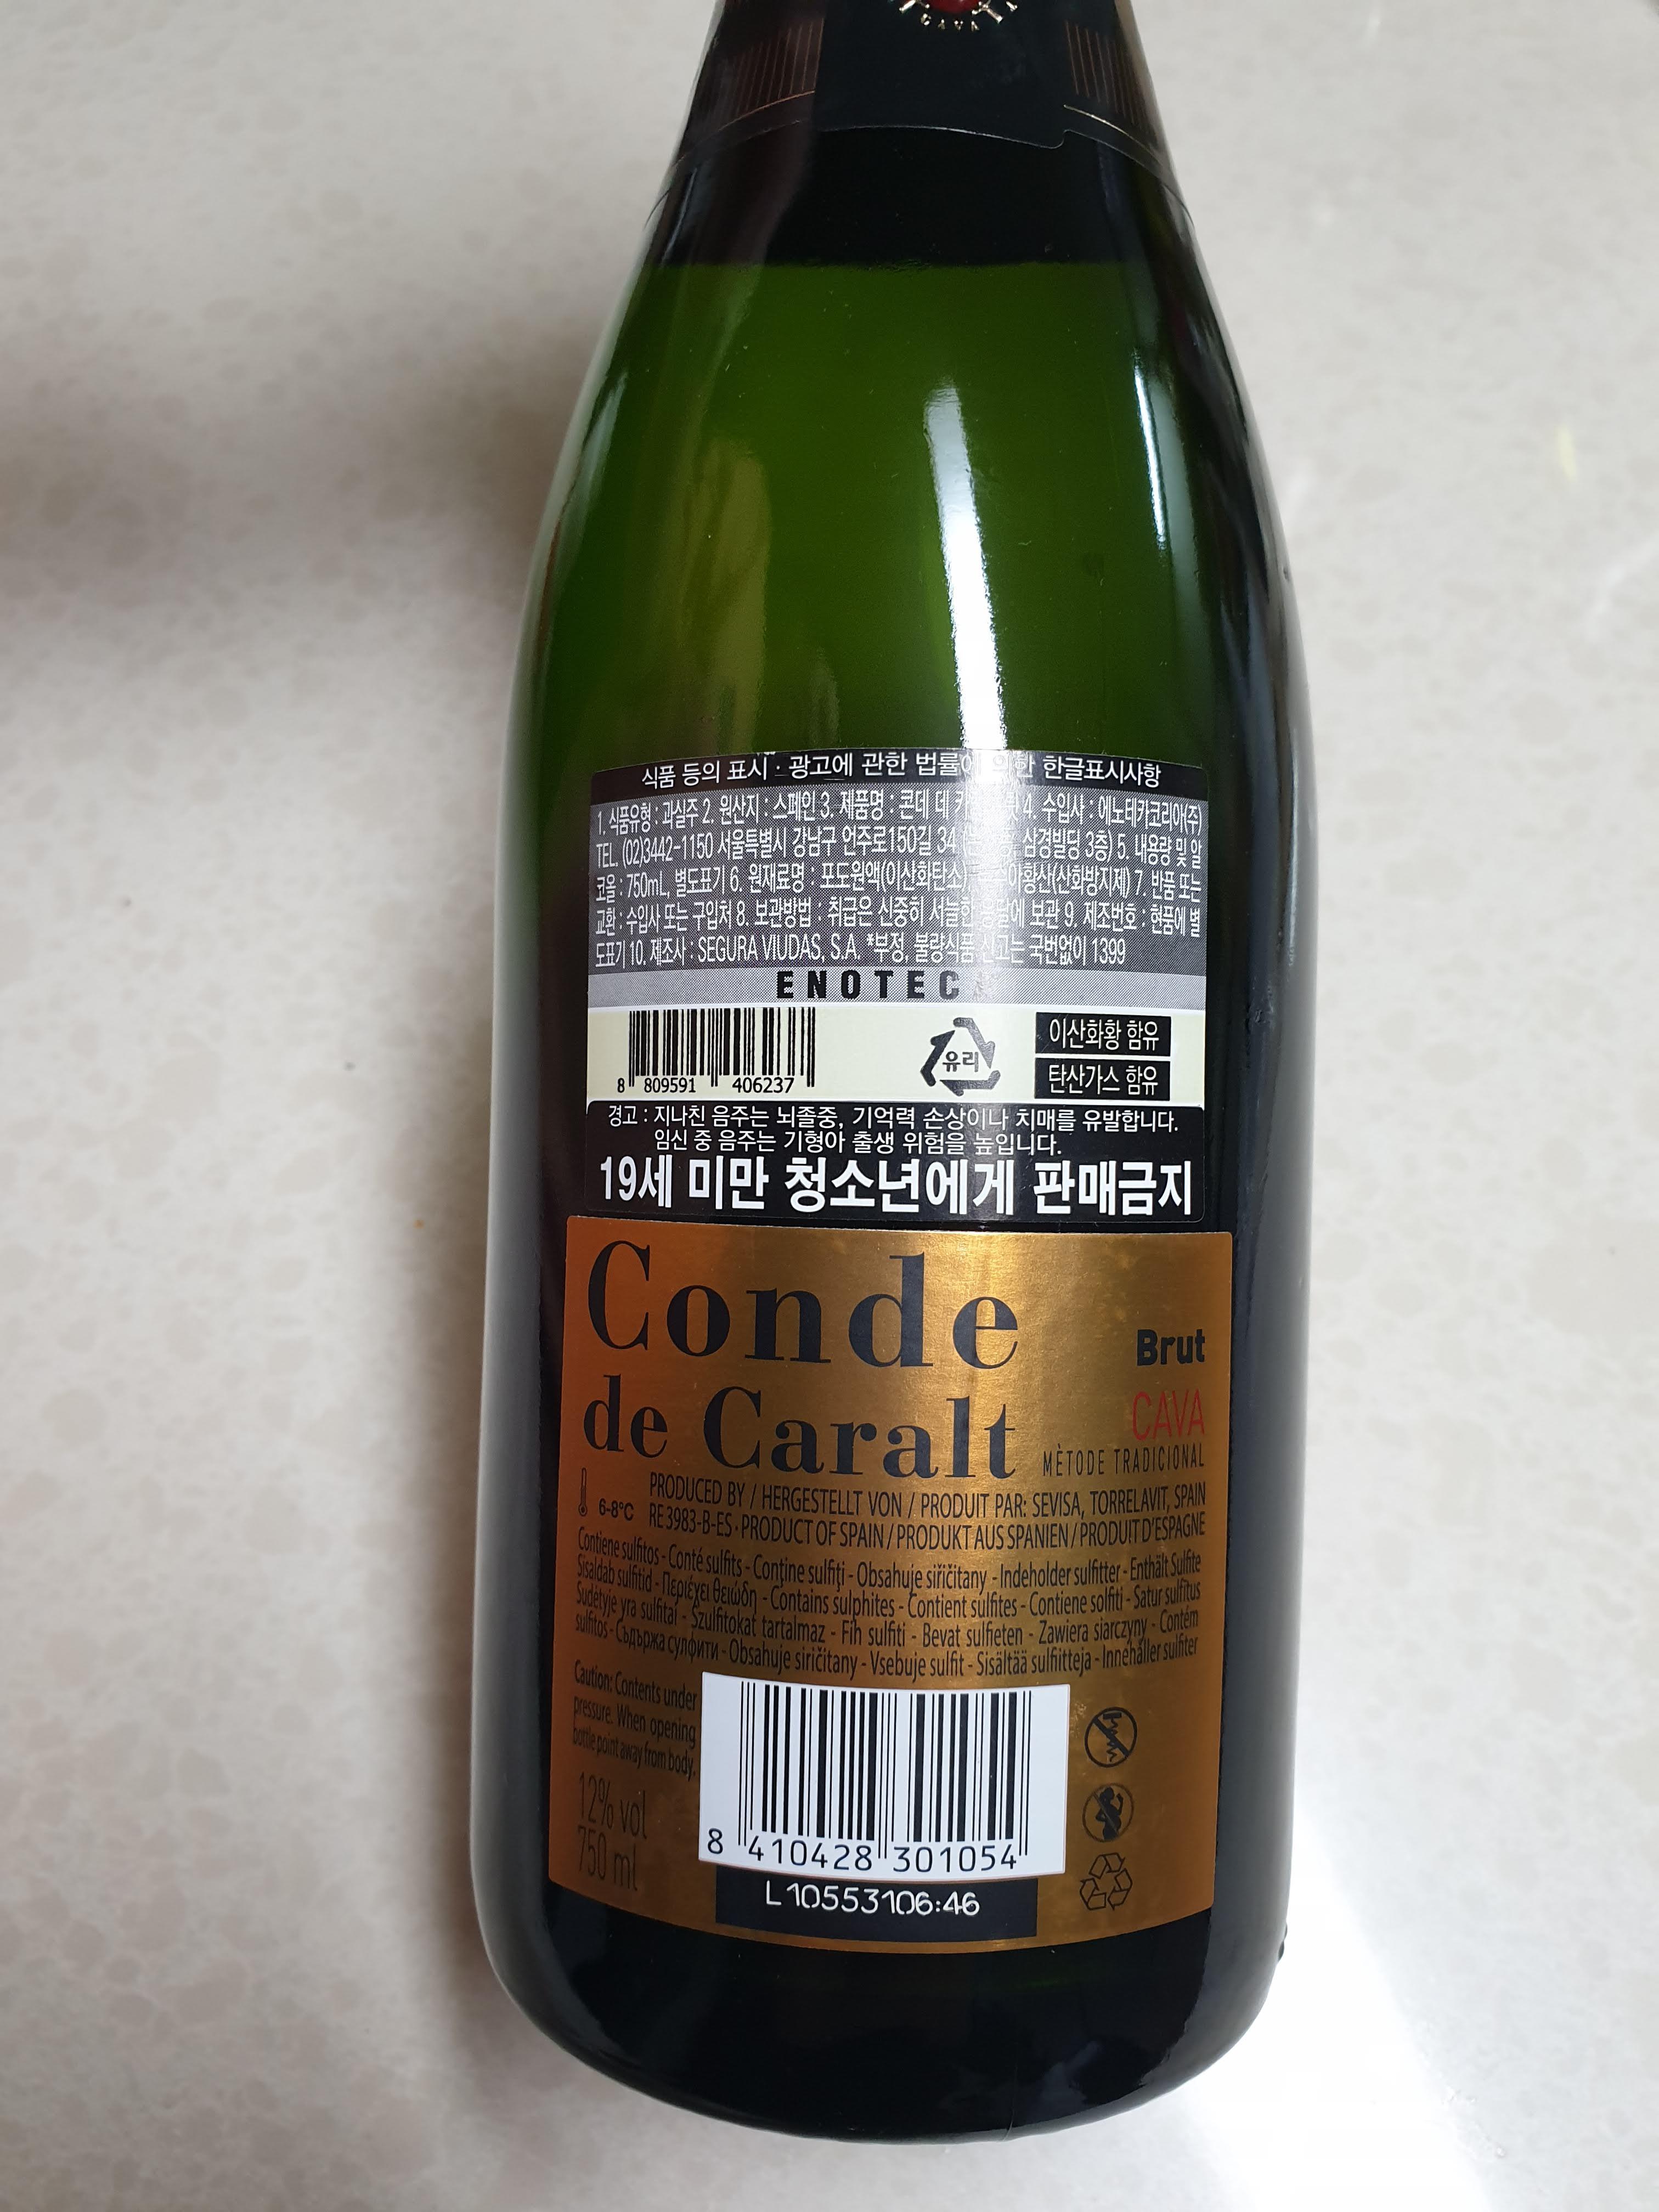 CAVA
식품 등의 표시 · 광고에 관한 법률에 의한 한글표시사항
1. 식품유형 : 과실주 2. 원산지 : 스페인 3. 제품명 : 콘데 데 4. 수입사 : 에노테카코리아(주)
TEL. (02)3442-1150 서울특별시 강남구 언주로150길 34 삼경빌딩 3층) 5. 내용량 및 알
코올 : 750mL, 별도표기 6. 원재료명 : 포도원액(이산화탄소), (산화방지제) 7. 반품 또는
교환 : 수입사 또는 구입처 8. 보관방법 : 취급은 신중히 서늘한 응달에 보관 9. 제조번호 : 현품에 별
도표기 10. 제조사 : SEGURA VIUDAS, S.A. *부정, 불량식품 신고는 국번없이 1399
ENOTEC
8 809591 406237
유리
이산화황 함유
탄산가스 함유
경고 : 지나친 음주는 뇌졸중, 기억력 손상이나 치매를 유발합니다.
임신 중 음주는 기형아 출생 위험을 높입니다.
19세 미만 청소년에게 판매금지
Conde
de Caralt
Brut
CAVA
MÈTODE TRADICIONAL
6-8°C
PRODUCED BY / HERGESTELLT VON / PRODUIT PAR: SEVISA, TORRELAVIT, SPAIN
RE 3983-B-ES · PRODUCT OF SPAIN / PRODUKT AUS SPANIEN / PRODUIT D'ESPAGNE
Contiene sulfitos - Conté sulfits - Conţine sulfiţi - Obsahuje siřičitany - Indeholder sulfitter - Enthält Sulfite
Sisaldab sulfitid - Περιέχει θειώδη - Contains sulphites - Contient sulfites - Contiene solfiti - Satur sulfītus
Sudėtyje yra sulfitai - Szulfitokat tartalmaz - Fih sulfiti - Bevat sulfieten - Zawiera siarczyny - Contém
sulfitos - Съдържа сулфити - Obsahuje siričitany - Vsebuje sulfit - Sisältää sulfiitteja - Innehåller sulfiter
Caution: Contents under
pressure. When opening
bottle point away from body.
12% vol
750 ml
8 410428 301054
L10553106:46